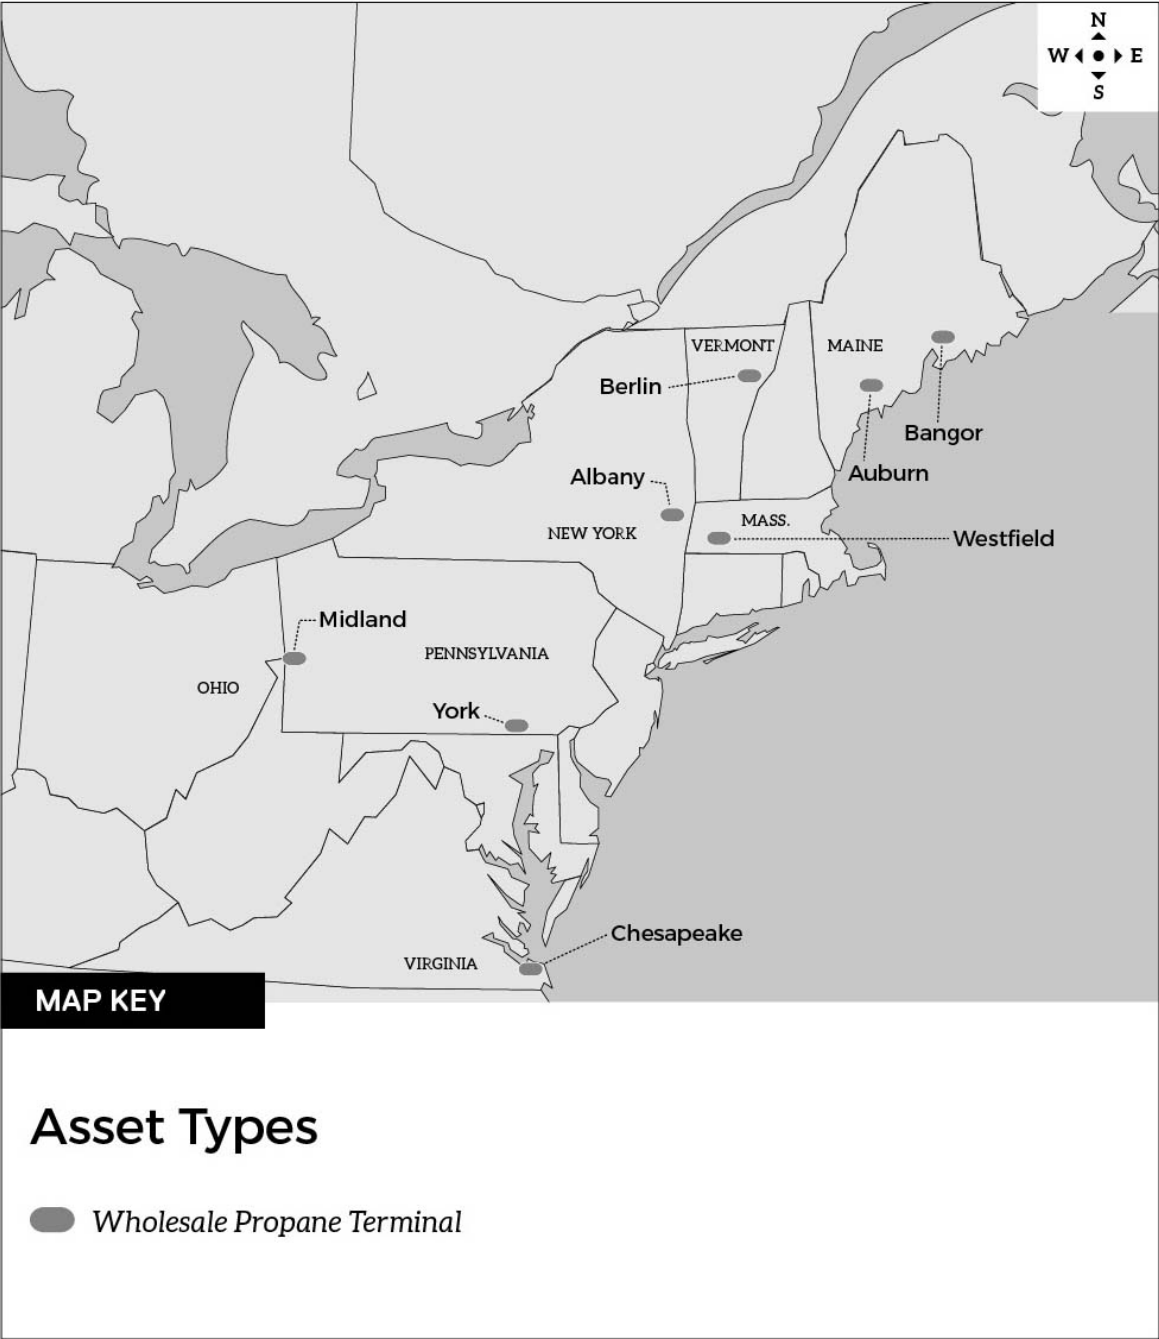 N
W E
S
VERMONT
MAINE
Berlin
Bangor
Albany
Auburn
MASS.
NEW YORK
Westfield
Midland
PENNSYLVANIA
OHIO
York
Chesapeake
VIRGINIA
MAP KEY
Asset Types
Wholesale Propane Terminal